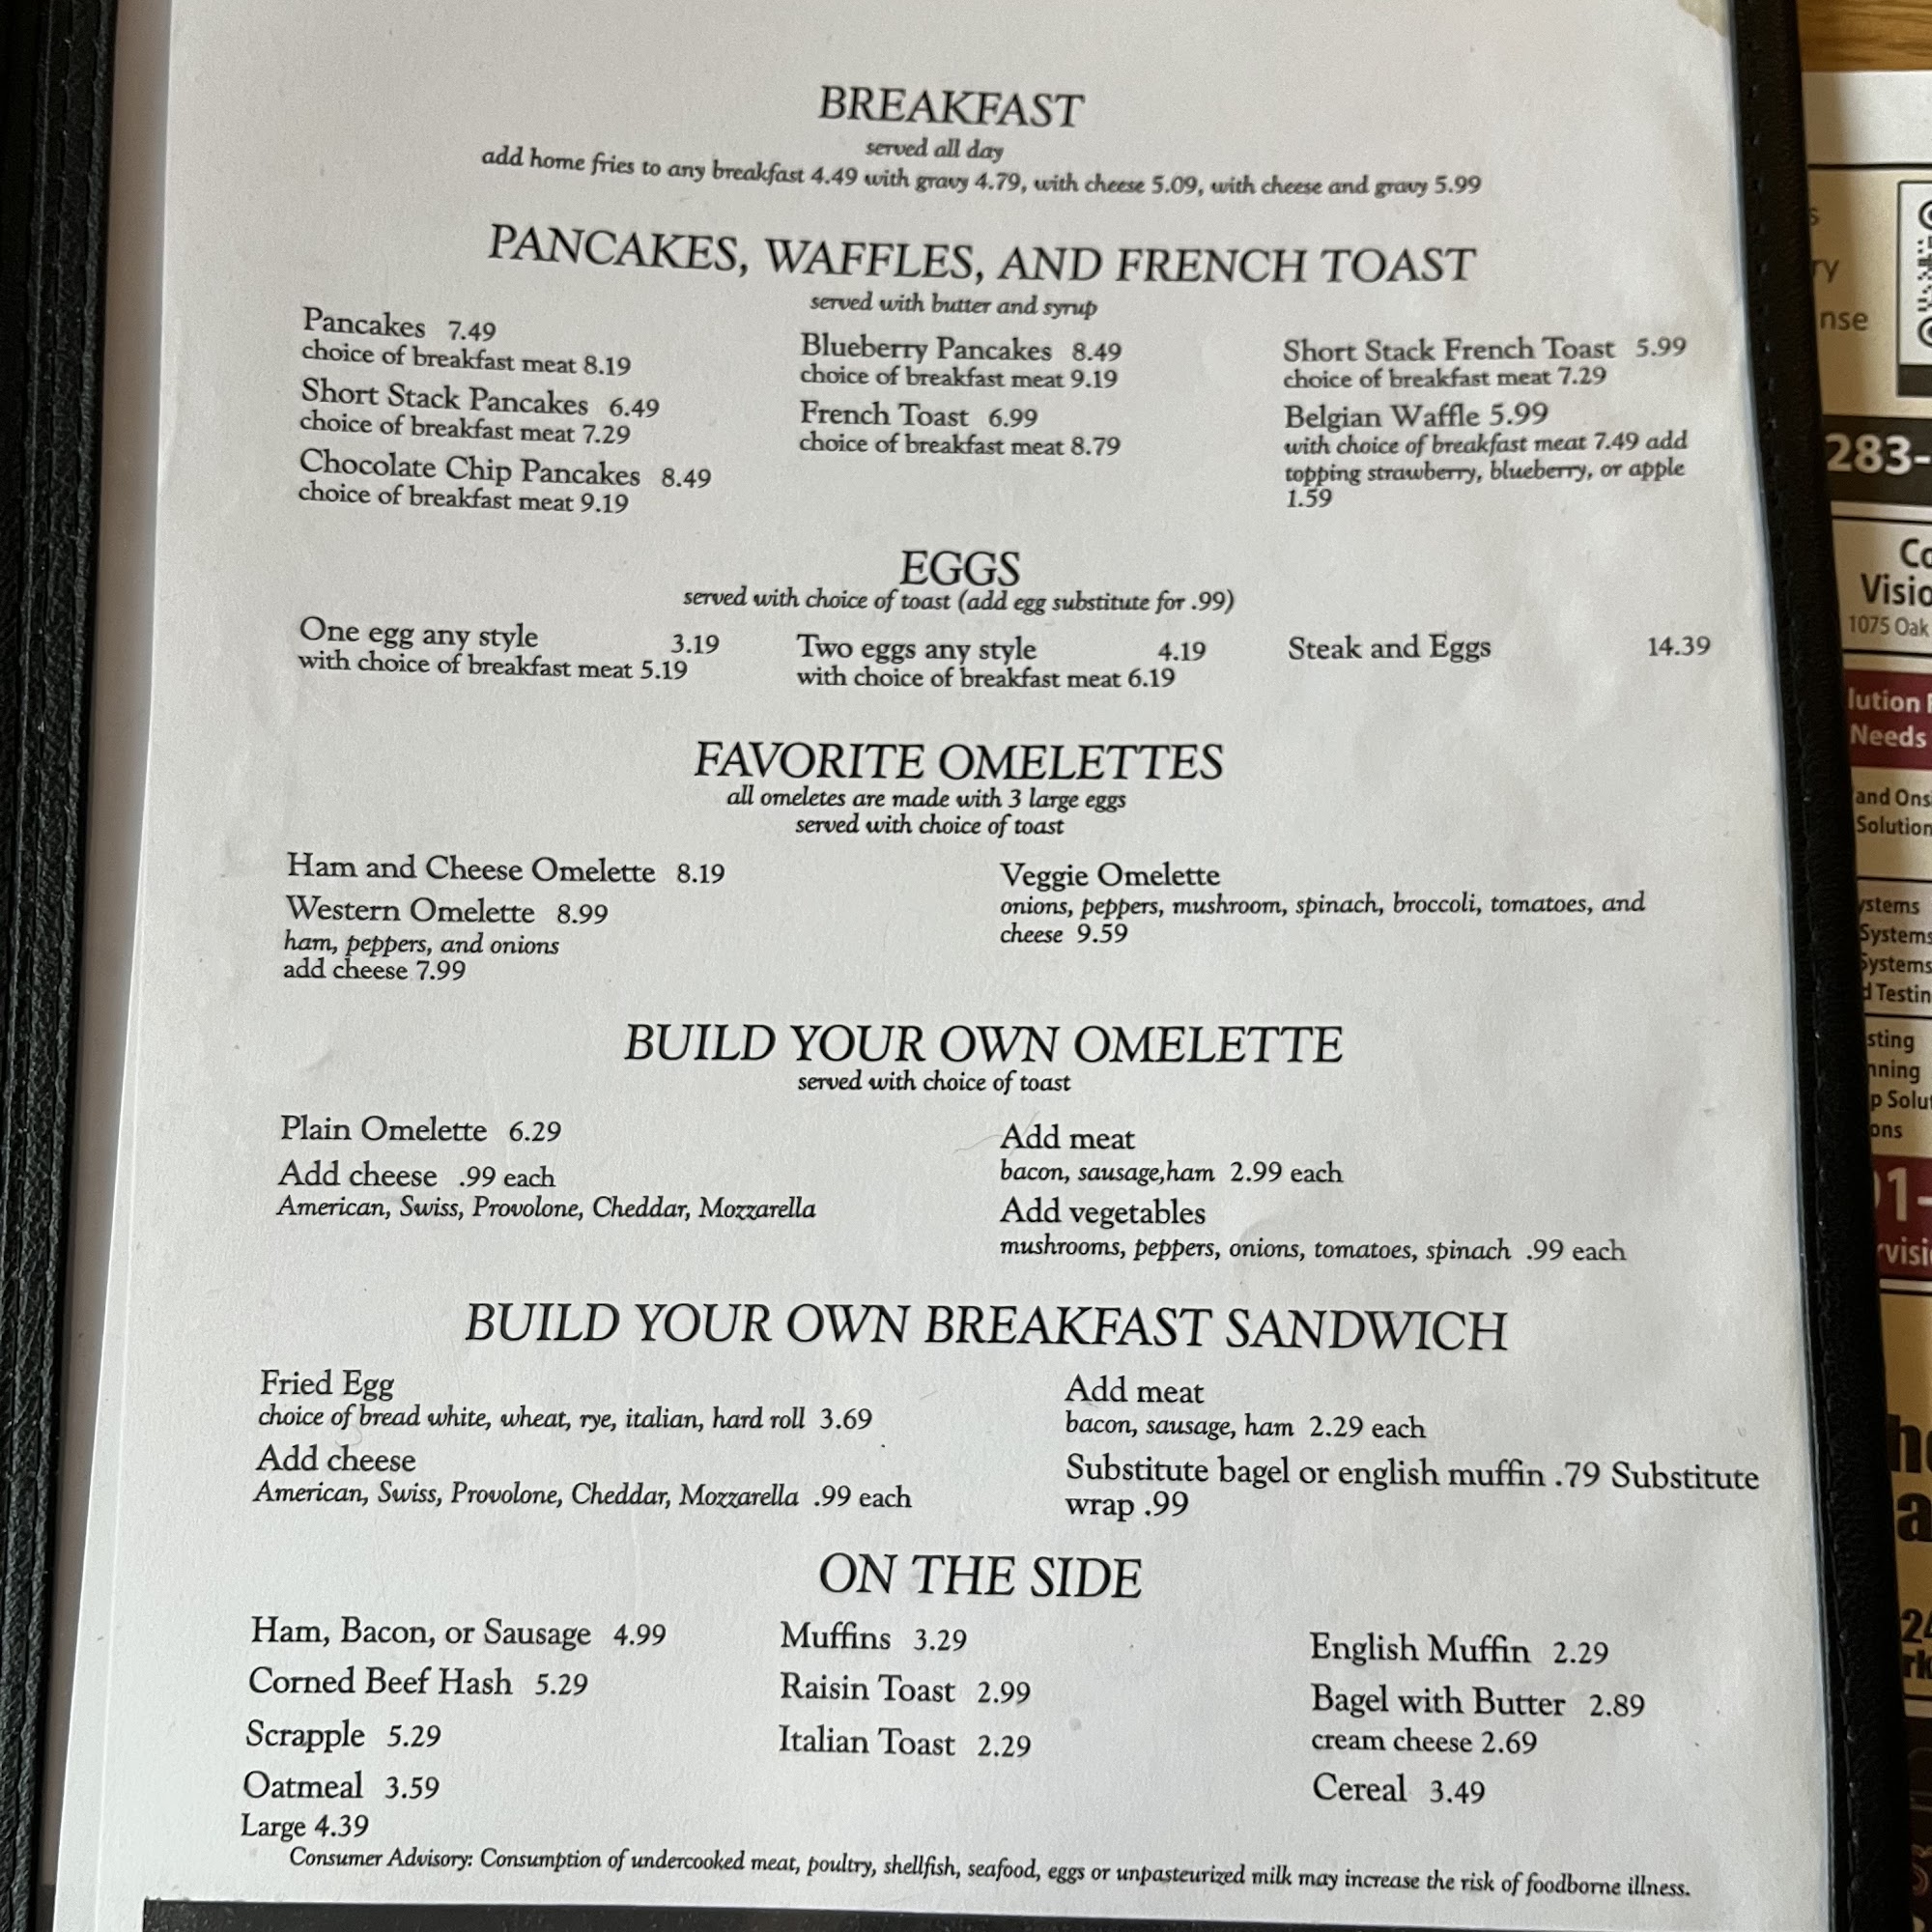 BREAKFAST
served all day
add home fries to any breakfast 4.49 with gravy 4.79, with cheese 5.09, with cheese and gravy 5.99
PANCAKES, WAFFLES, AND FRENCH TOAST
served with butter and syrup
Pancakes 7.49
choice of breakfast meat 8.19
Short Stack Pancakes 6.49
choice of breakfast meat 7.29
Chocolate Chip Pancakes 8.49
choice of breakfast meat 9.19
Blueberry Pancakes 8.49
choice of breakfast meat 9.19
French Toast 6.99
choice of breakfast meat 8.79
Short Stack French Toast 5.99
choice of breakfast meat 7.29
Belgian Waffle 5.99
with choice of breakfast meat 7.49 add
topping strawberry, blueberry, or apple
1.59
EGGS
served with choice of toast (add egg substitute for .99)
One egg any style 3.19
with choice of breakfast meat 5.19
Two eggs any style 4.19
with choice of breakfast meat 6.19
Steak and Eggs 14.39
FAVORITE OMELETTES
all omeletes are made with 3 large eggs
served with choice of toast
Ham and Cheese Omelette 8.19
Western Omelette 8.99
ham, peppers, and onions
add cheese 7.99
Veggie Omelette
onions, peppers, mushroom, spinach, broccoli, tomatoes, and
cheese 9.59
BUILD YOUR OWN OMELETTE
served with choice of toast
Plain Omelette 6.29
Add cheese .99 each
American, Swiss, Provolone, Cheddar, Mozzarella
Add meat
bacon, sausage,ham 2.99 each
Add vegetables
mushrooms, peppers, onions, tomatoes, spinach .99 each
BUILD YOUR OWN BREAKFAST SANDWICH
Fried Egg
choice of bread white, wheat, rye, italian, hard roll 3.69
Add cheese
American, Swiss, Provolone, Cheddar, Mozzarella .99 each
Add meat
bacon, sausage, ham 2.29 each
Substitute bagel or english muffin .79 Substitute
wrap .99
ON THE SIDE
Ham, Bacon, or Sausage 4.99
Corned Beef Hash 5.29
Scrapple 5.29
Oatmeal 3.59
Large 4.39
Muffins 3.29
Raisin Toast 2.99
Italian Toast 2.29
English Muffin 2.29
Bagel with Butter 2.89
cream cheese 2.69
Cereal 3.49
Consumer Advisory: Consumption of undercooked meat, poultry, shellfish, seafood, eggs or unpasteurized milk may increase the risk of foodborne illness.
283-
1075 Oak
Needs
Systems